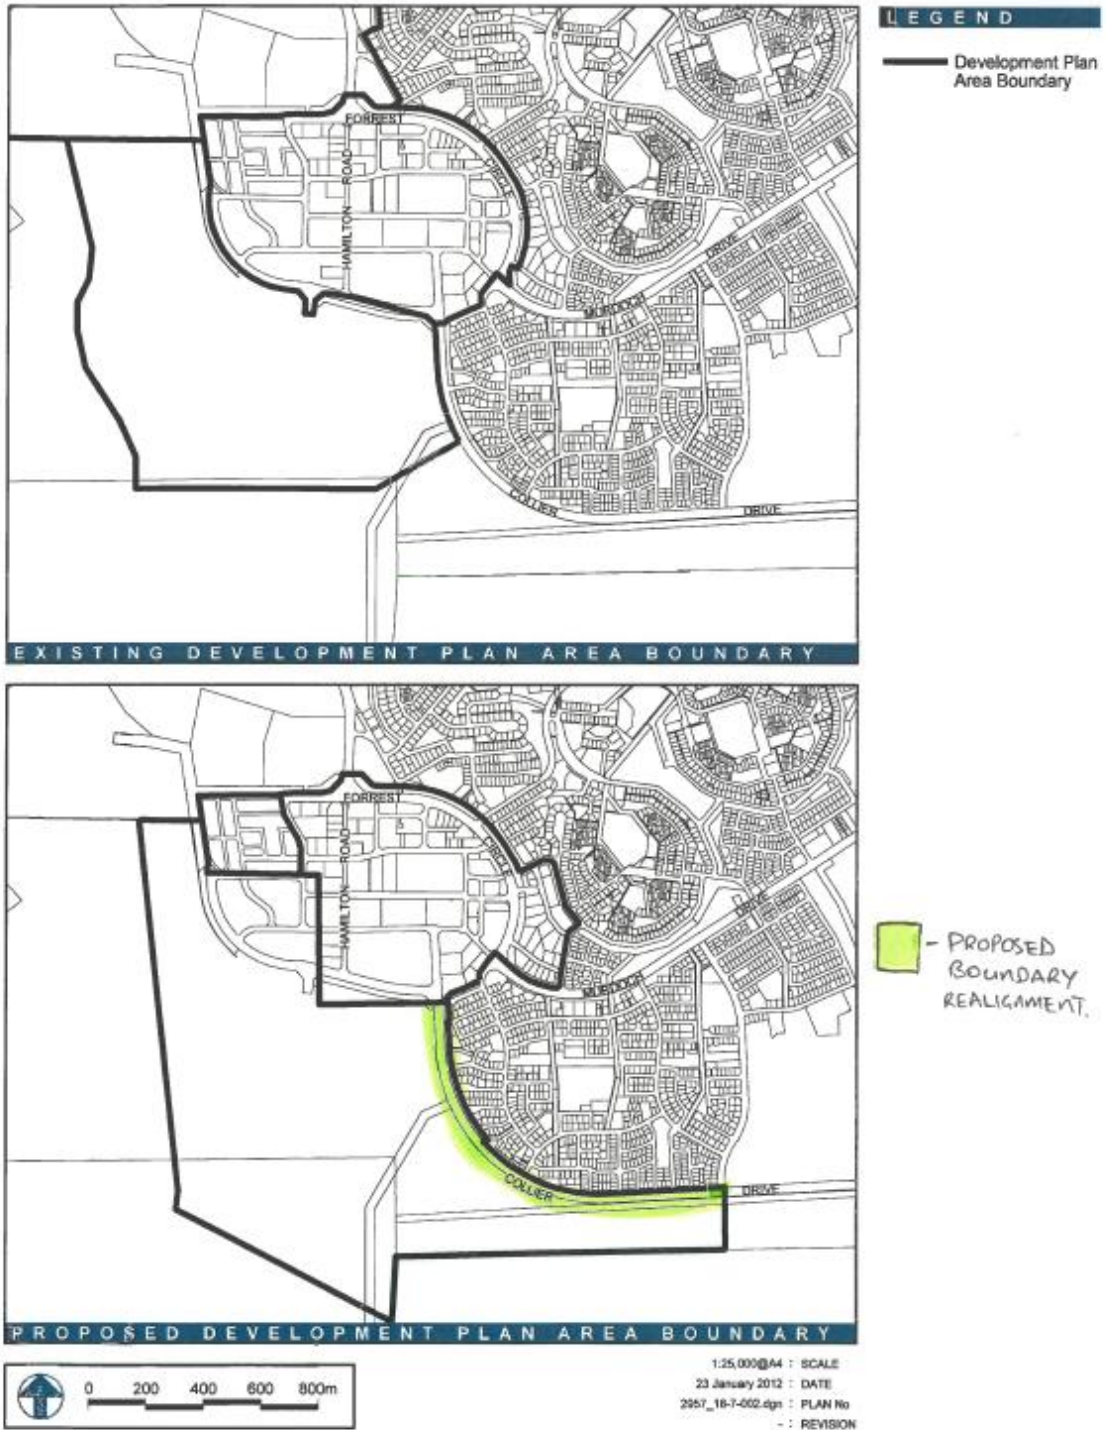 LEGEND
Development Plan
Area Boundary
FORREST
HAMILTON ROAD
CIRCLE
DRIVE
MURDOCH
COLLIER
DRIVE
EXISTING DEVELOPMENT PLAN AREA BOUNDARY
FORREST
HAMILTON ROAD
DRIVE
MURDOCH
COLLIER
DRIVE
- PROPOSED
BOUNDARY
REALIGNMENT.
PROPOSED DEVELOPMENT PLAN AREA BOUNDARY
0 200 400 600 800m
1:25,000@A4 : SCALE
23 January 2012 : DATE
2957_16-7-002.dgn : PLAN No
- : REVISION